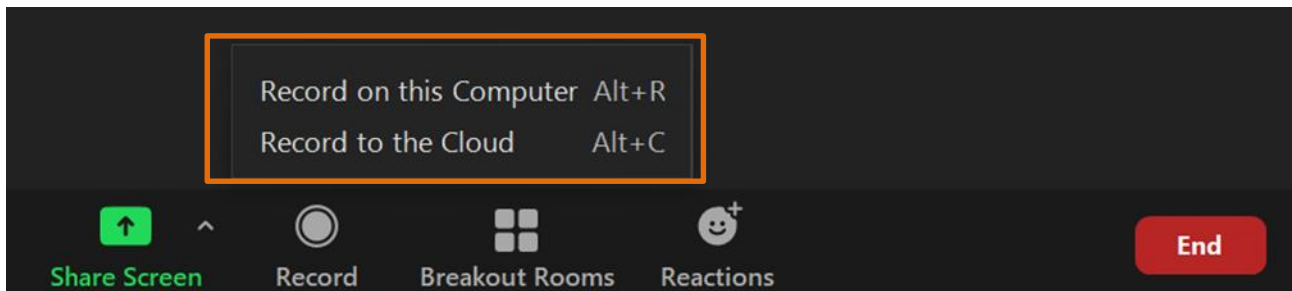 Record on this Computer Alt+R
Record to the Cloud Alt+C
Share Screen Record Breakout Rooms Reactions End